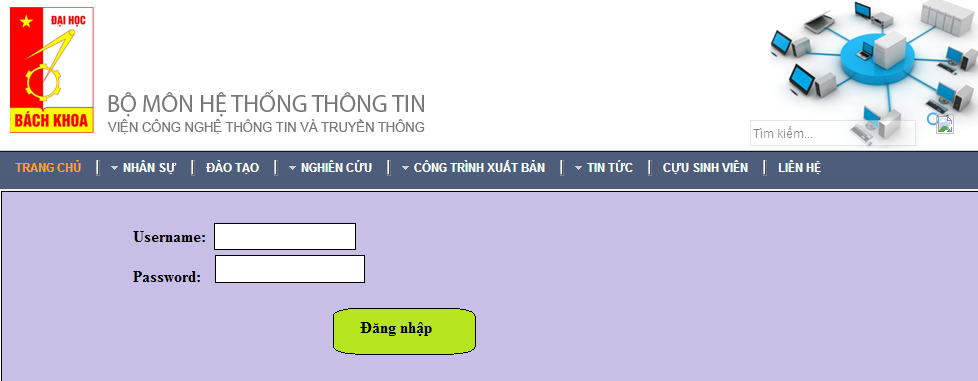 ĐẠI HỌC
BÁCH KHOA
BỘ MÔN HỆ THỐNG THÔNG TIN
VIỆN CÔNG NGHỆ THÔNG TIN VÀ TRUYỀN THÔNG
Tìm kiếm...
TRANG CHỦ NHÂN SỰ ĐÀO TẠO NGHIÊN CỨU CÔNG TRÌNH XUẤT BẢN TIN TỨC CỰU SINH VIÊN LIÊN HỆ
Username:
Password:
Đăng nhập